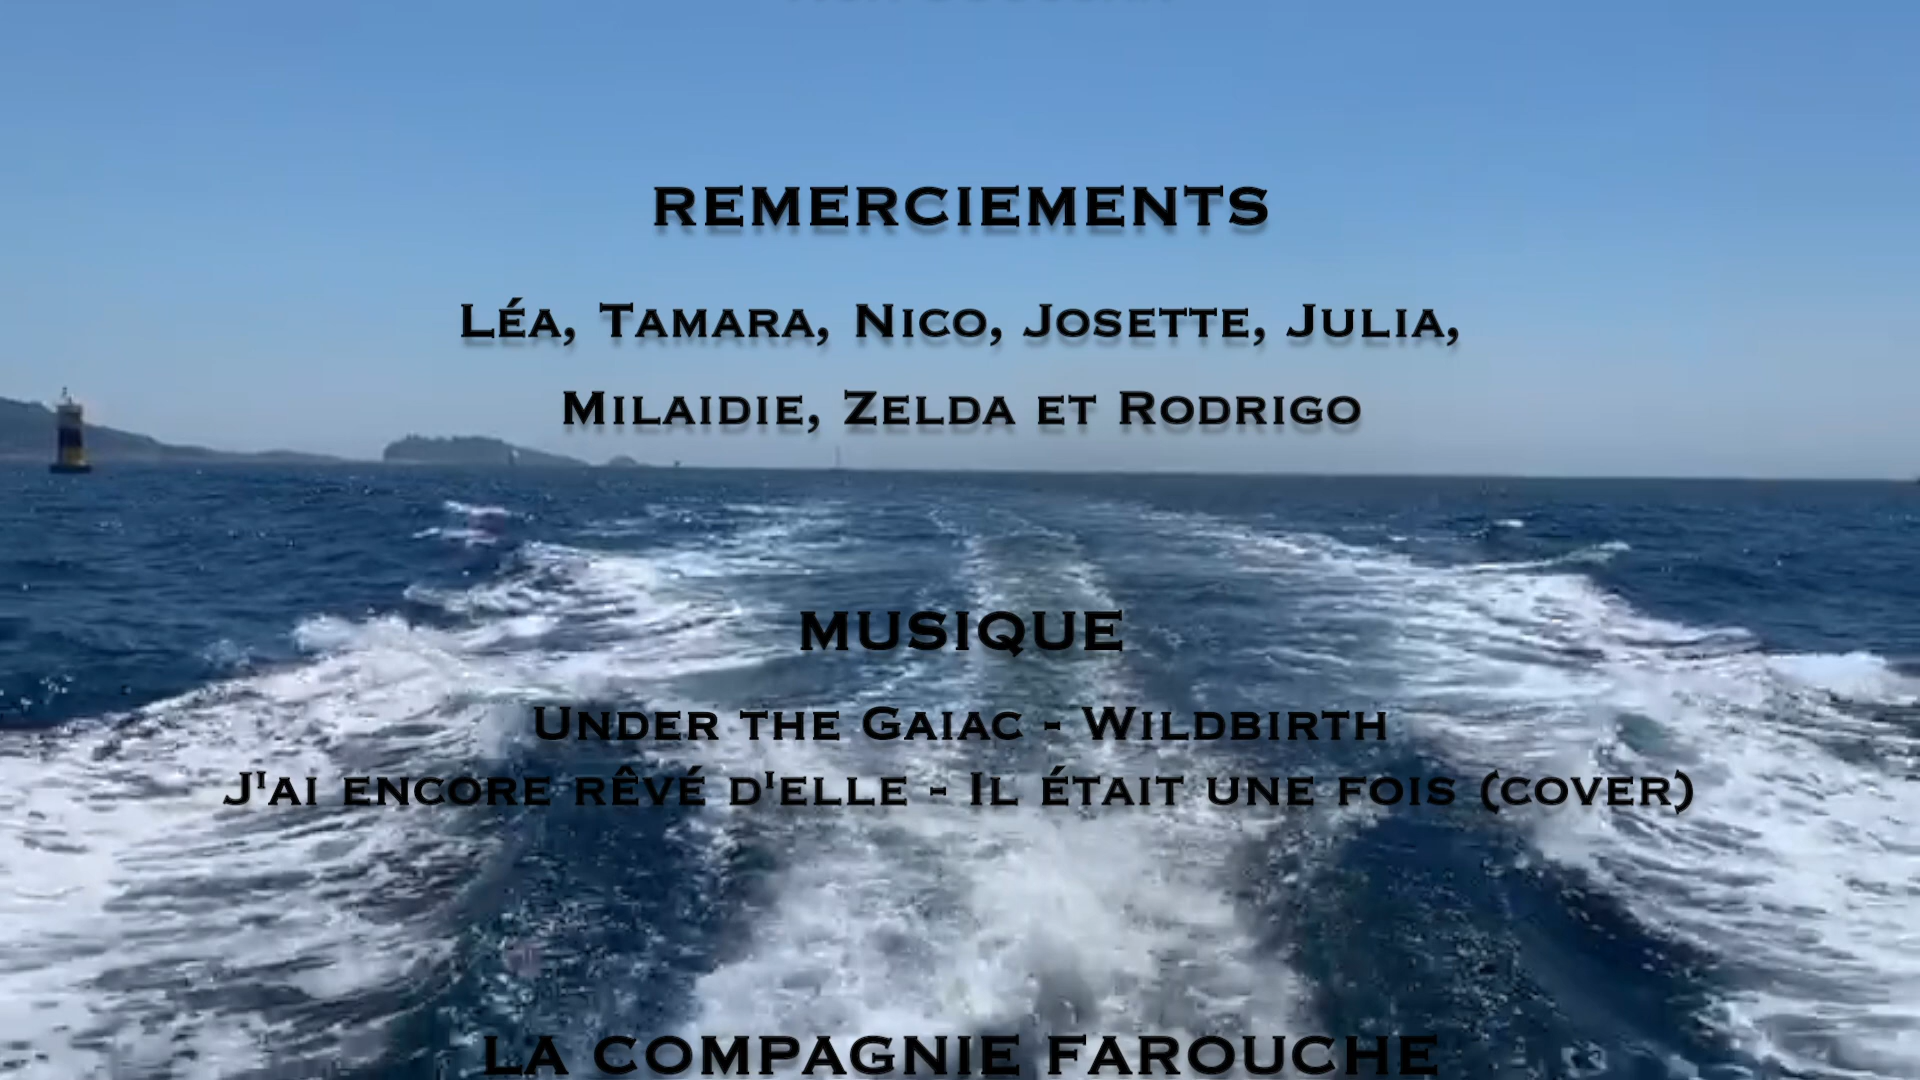 REMERCIEMENTS
Léa, Tamara, Nico, Josette, Julia,
Milaidie, Zelda et Rodrigo
MUSIQUE
Under the Gaiac - Wildbirth
J'ai encore rêvé d'elle - Il était une fois (cover)
LA COMPAGNIE FAROUCHE